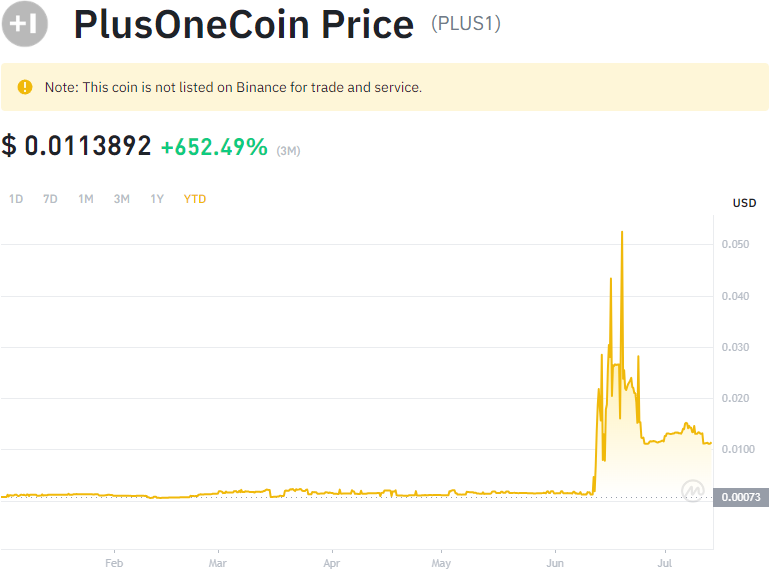 +1
PlusOneCoin Price (PLUS1)
Note: This coin is not listed on Binance for trade and service.
$ 0.0113892 +652.49% (3M)
1D 7D 1M 3M 1Y YTD
USD
0.050
0.040
0.030
0.020
0.0100
0.00073
Feb Mar Apr May Jun Jul